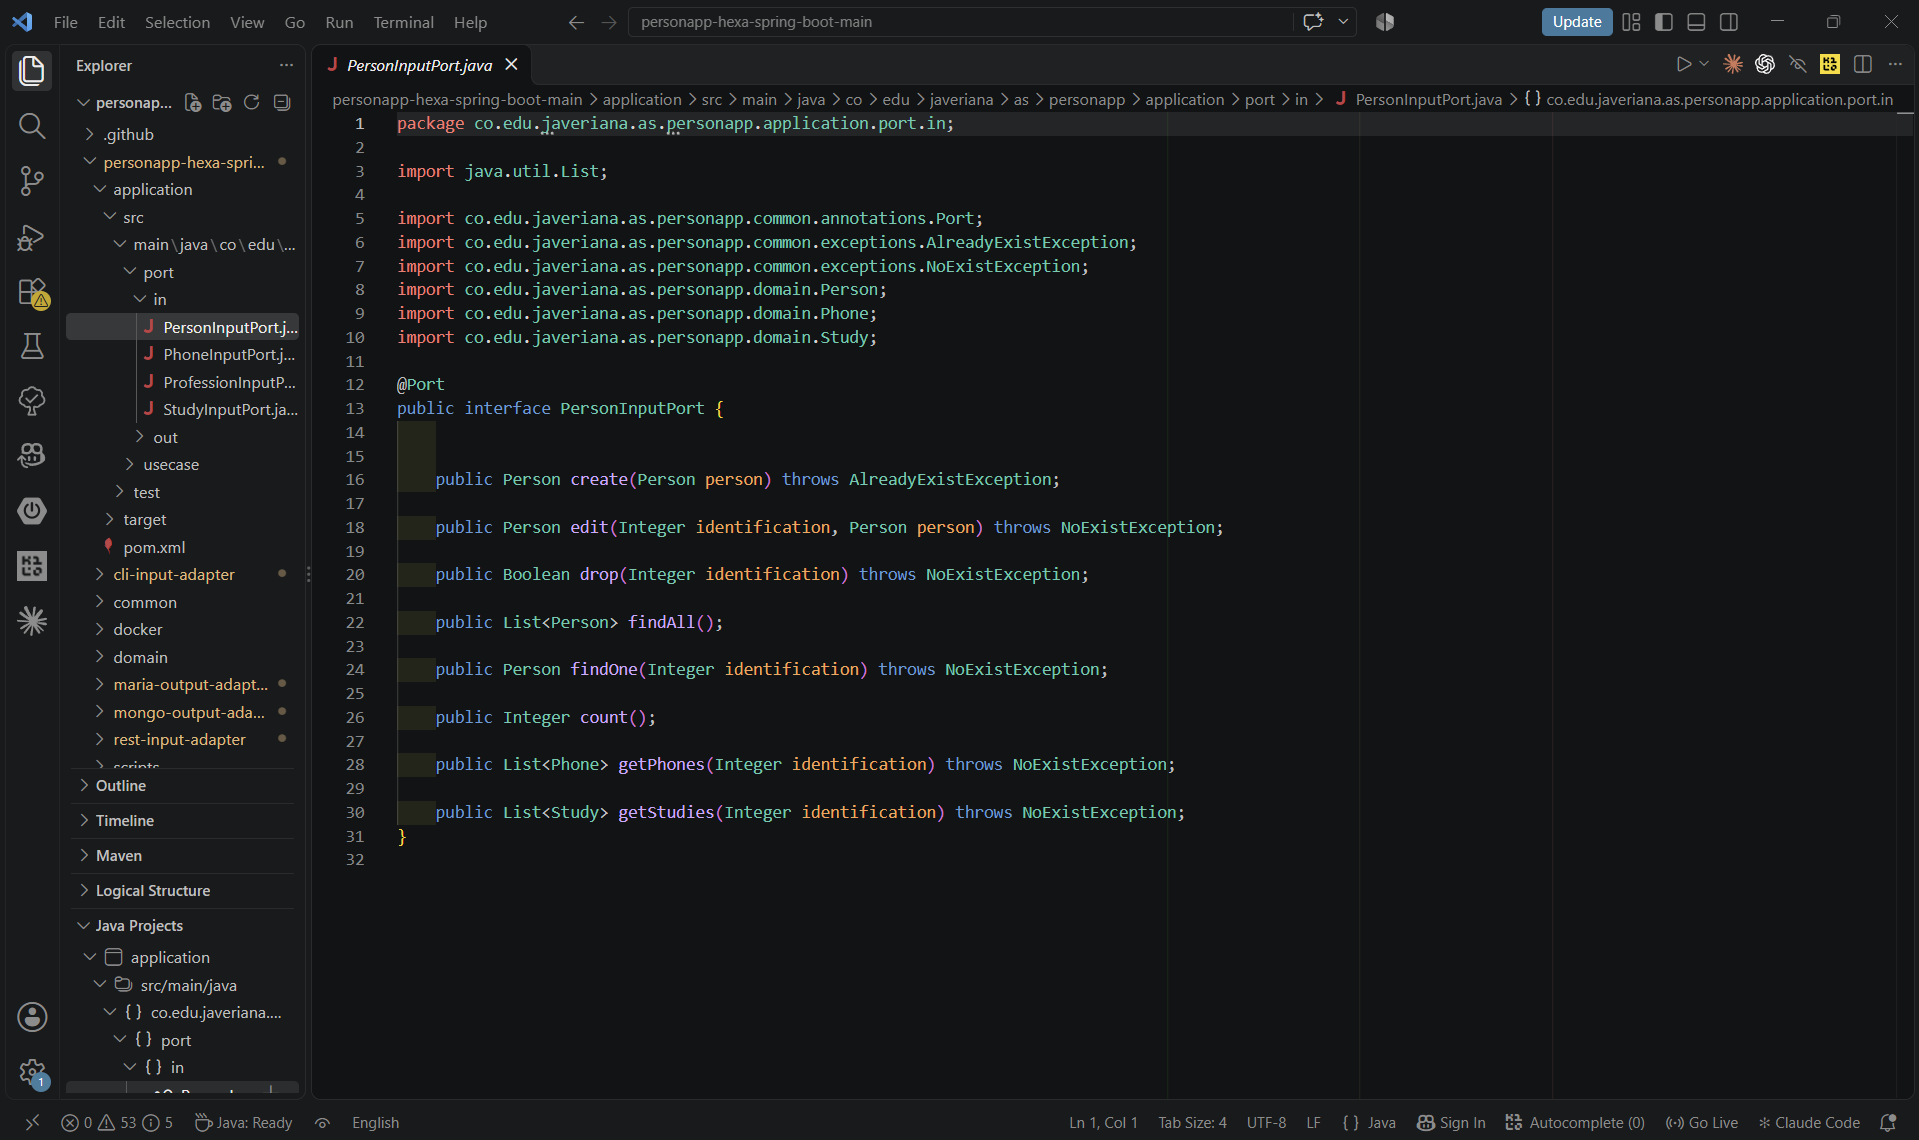 File Edit Selection View Go Run Terminal Help
personapp-hexa-spring-boot-main
Update
Explorer
PersonInputPort.java
personap...
personapp-hexa-spring-boot-main > application > src > main > java > co > edu > javeriana > as > personapp > application > port > in > PersonInputPort.java > {} co.edu.javeriana.as.personapp.application.port.in
.github
personapp-hexa-spri...
application
src
main\java\co\edu\...
port
in
PersonInputPort.j...
PhoneInputPort.j...
ProfessionInputP...
StudyInputPort.ja...
out
usecase
test
target
pom.xml
cli-input-adapter
common
docker
domain
maria-output-adapt...
mongo-output-ada...
rest-input-adapter
scripts
Outline
Timeline
Maven
Logical Structure
Java Projects
application
src/main/java
{} co.edu.javeriana....
{} port
{} in
1 package co.edu.javeriana.as.personapp.application.port.in;
2
3 import java.util.List;
4
5 import co.edu.javeriana.as.personapp.common.annotations.Port;
6 import co.edu.javeriana.as.personapp.common.exceptions.AlreadyExistException;
7 import co.edu.javeriana.as.personapp.common.exceptions.NoExistException;
8 import co.edu.javeriana.as.personapp.domain.Person;
9 import co.edu.javeriana.as.personapp.domain.Phone;
10 import co.edu.javeriana.as.personapp.domain.Study;
11
12 @Port
13 public interface PersonInputPort {
14
15
16 public Person create(Person person) throws AlreadyExistException;
17
18 public Person edit(Integer identification, Person person) throws NoExistException;
19
20 public Boolean drop(Integer identification) throws NoExistException;
21
22 public List<Person> findAll();
23
24 public Person findOne(Integer identification) throws NoExistException;
25
26 public Integer count();
27
28 public List<Phone> getPhones(Integer identification) throws NoExistException;
29
30 public List<Study> getStudies(Integer identification) throws NoExistException;
31 }
32
1
0 53 5 Java: Ready English Ln 1, Col 1 Tab Size: 4 UTF-8 LF {} Java Sign In Autocomplete (0) Go Live Claude Code